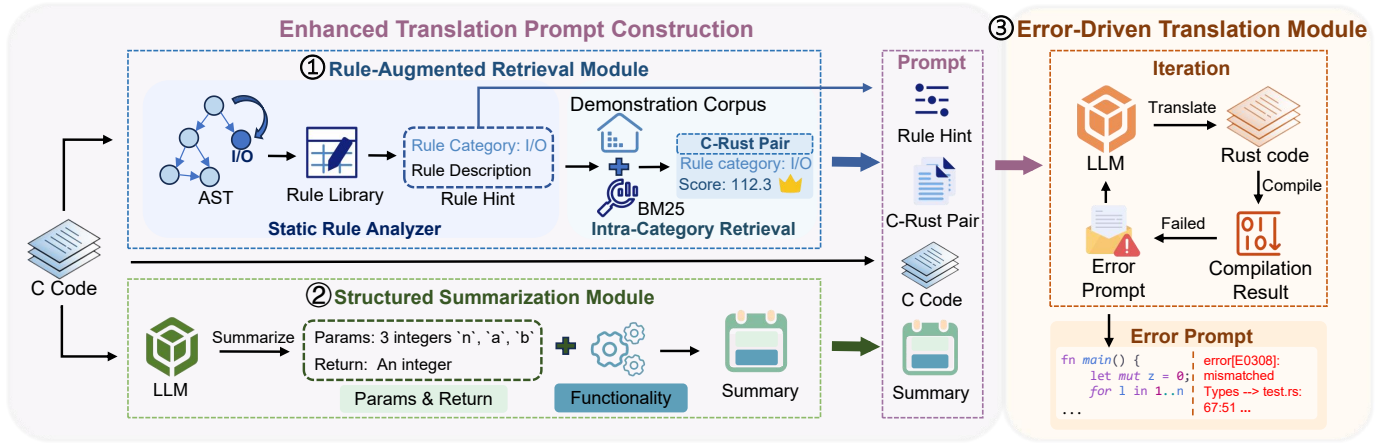 Enhanced Translation Prompt Construction
① Rule-Augmented Retrieval Module
I/O
AST
Rule Library
Rule Category: I/O
Rule Description
Rule Hint
Static Rule Analyzer
Demonstration Corpus
BM25
C-Rust Pair
Rule category: I/O
Score: 112.3
Intra-Category Retrieval
C Code
② Structured Summarization Module
LLM
Summarize
Params: 3 integers `n`, `a`, `b`
Return: An integer
Params & Return
Functionality
Summary
Prompt
Rule Hint
C-Rust Pair
C Code
Summary
③ Error-Driven Translation Module
Iteration
LLM
Translate
Rust code
Compile
01
10
Compilation
Result
Failed
Error
Prompt
Error Prompt
fn main() {
let mut z = 0;
for l in 1..n
...
error[E0308]:
mismatched
Types --> test.rs:
67:51 ...